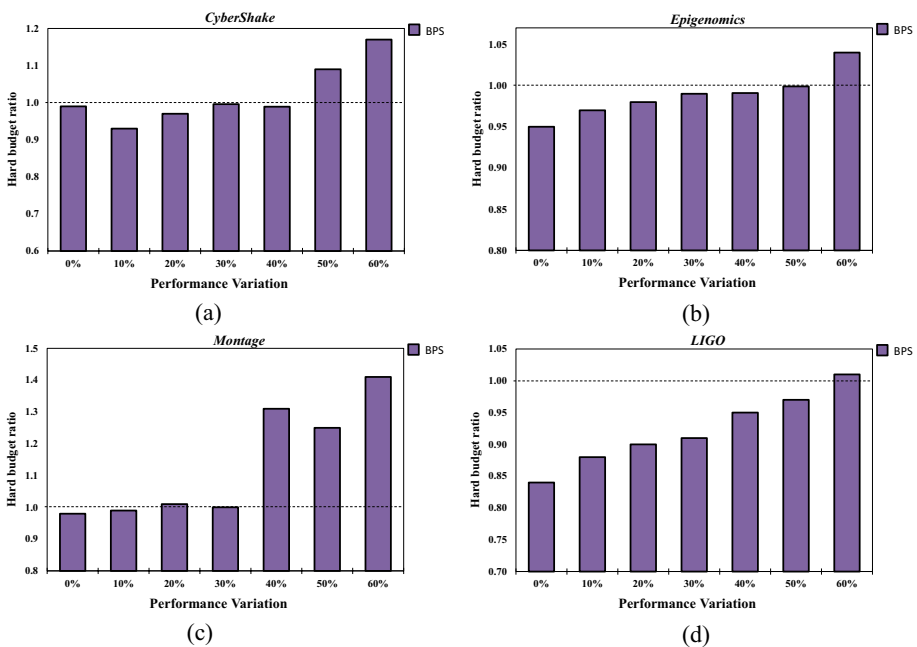 CyberShake
BPS
Hard budget ratio
1.2
1.1
1.0
0.9
0.8
0.7
0.6
0% 10% 20% 30% 40% 50% 60%
Performance Variation
(a)
Epigenomics
BPS
Hard budget ratio
1.05
1.00
0.95
0.90
0.85
0.80
0% 10% 20% 30% 40% 50% 60%
Performance Variation
(b)
Montage
BPS
Hard budget ratio
1.5
1.4
1.3
1.2
1.1
1.0
0.9
0.8
0% 10% 20% 30% 40% 50% 60%
Performance Variation
(c)
LIGO
BPS
Hard budget ratio
1.05
1.00
0.95
0.90
0.85
0.80
0.75
0.70
0% 10% 20% 30% 40% 50% 60%
Performance Variation
(d)